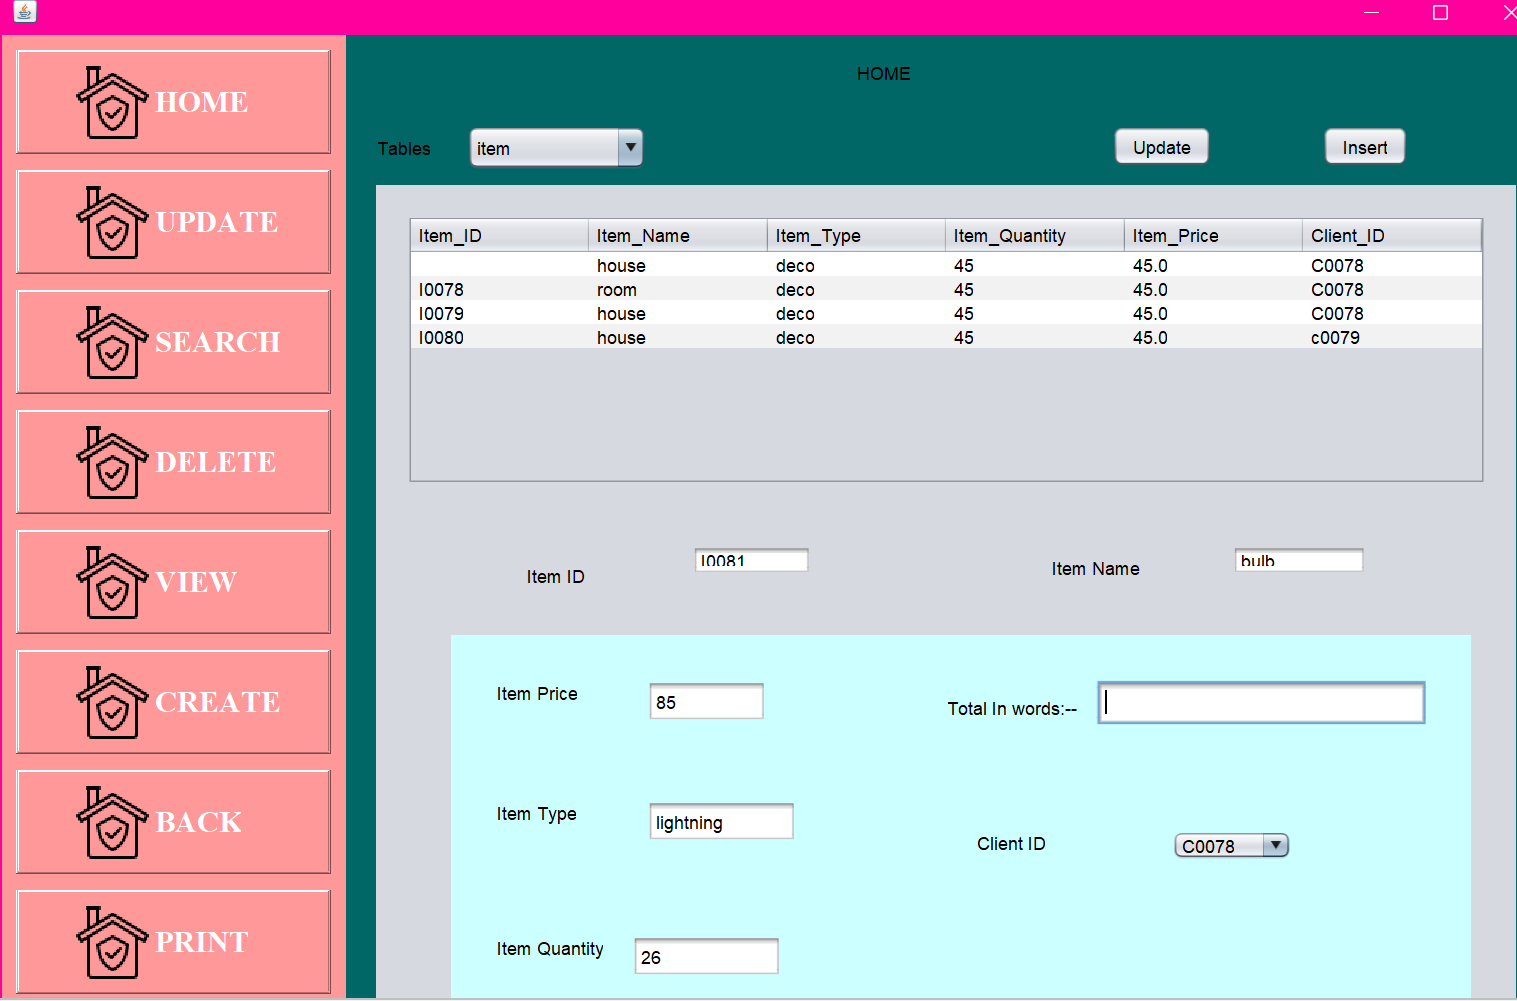 HOME
UPDATE
SEARCH
DELETE
VIEW
CREATE
BACK
PRINT
HOME
Tables item Update Insert
Item_ID Item_Name Item_Type Item_Quantity Item_Price Client_ID
house deco 45 45.0 C0078
I0078 room deco 45 45.0 C0078
I0079 house deco 45 45.0 C0078
I0080 house deco 45 45.0 c0079
Item ID I0081 Item Name bulb
Item Price 85 Total In words:--
Item Type lightning Client ID C0078
Item Quantity 26